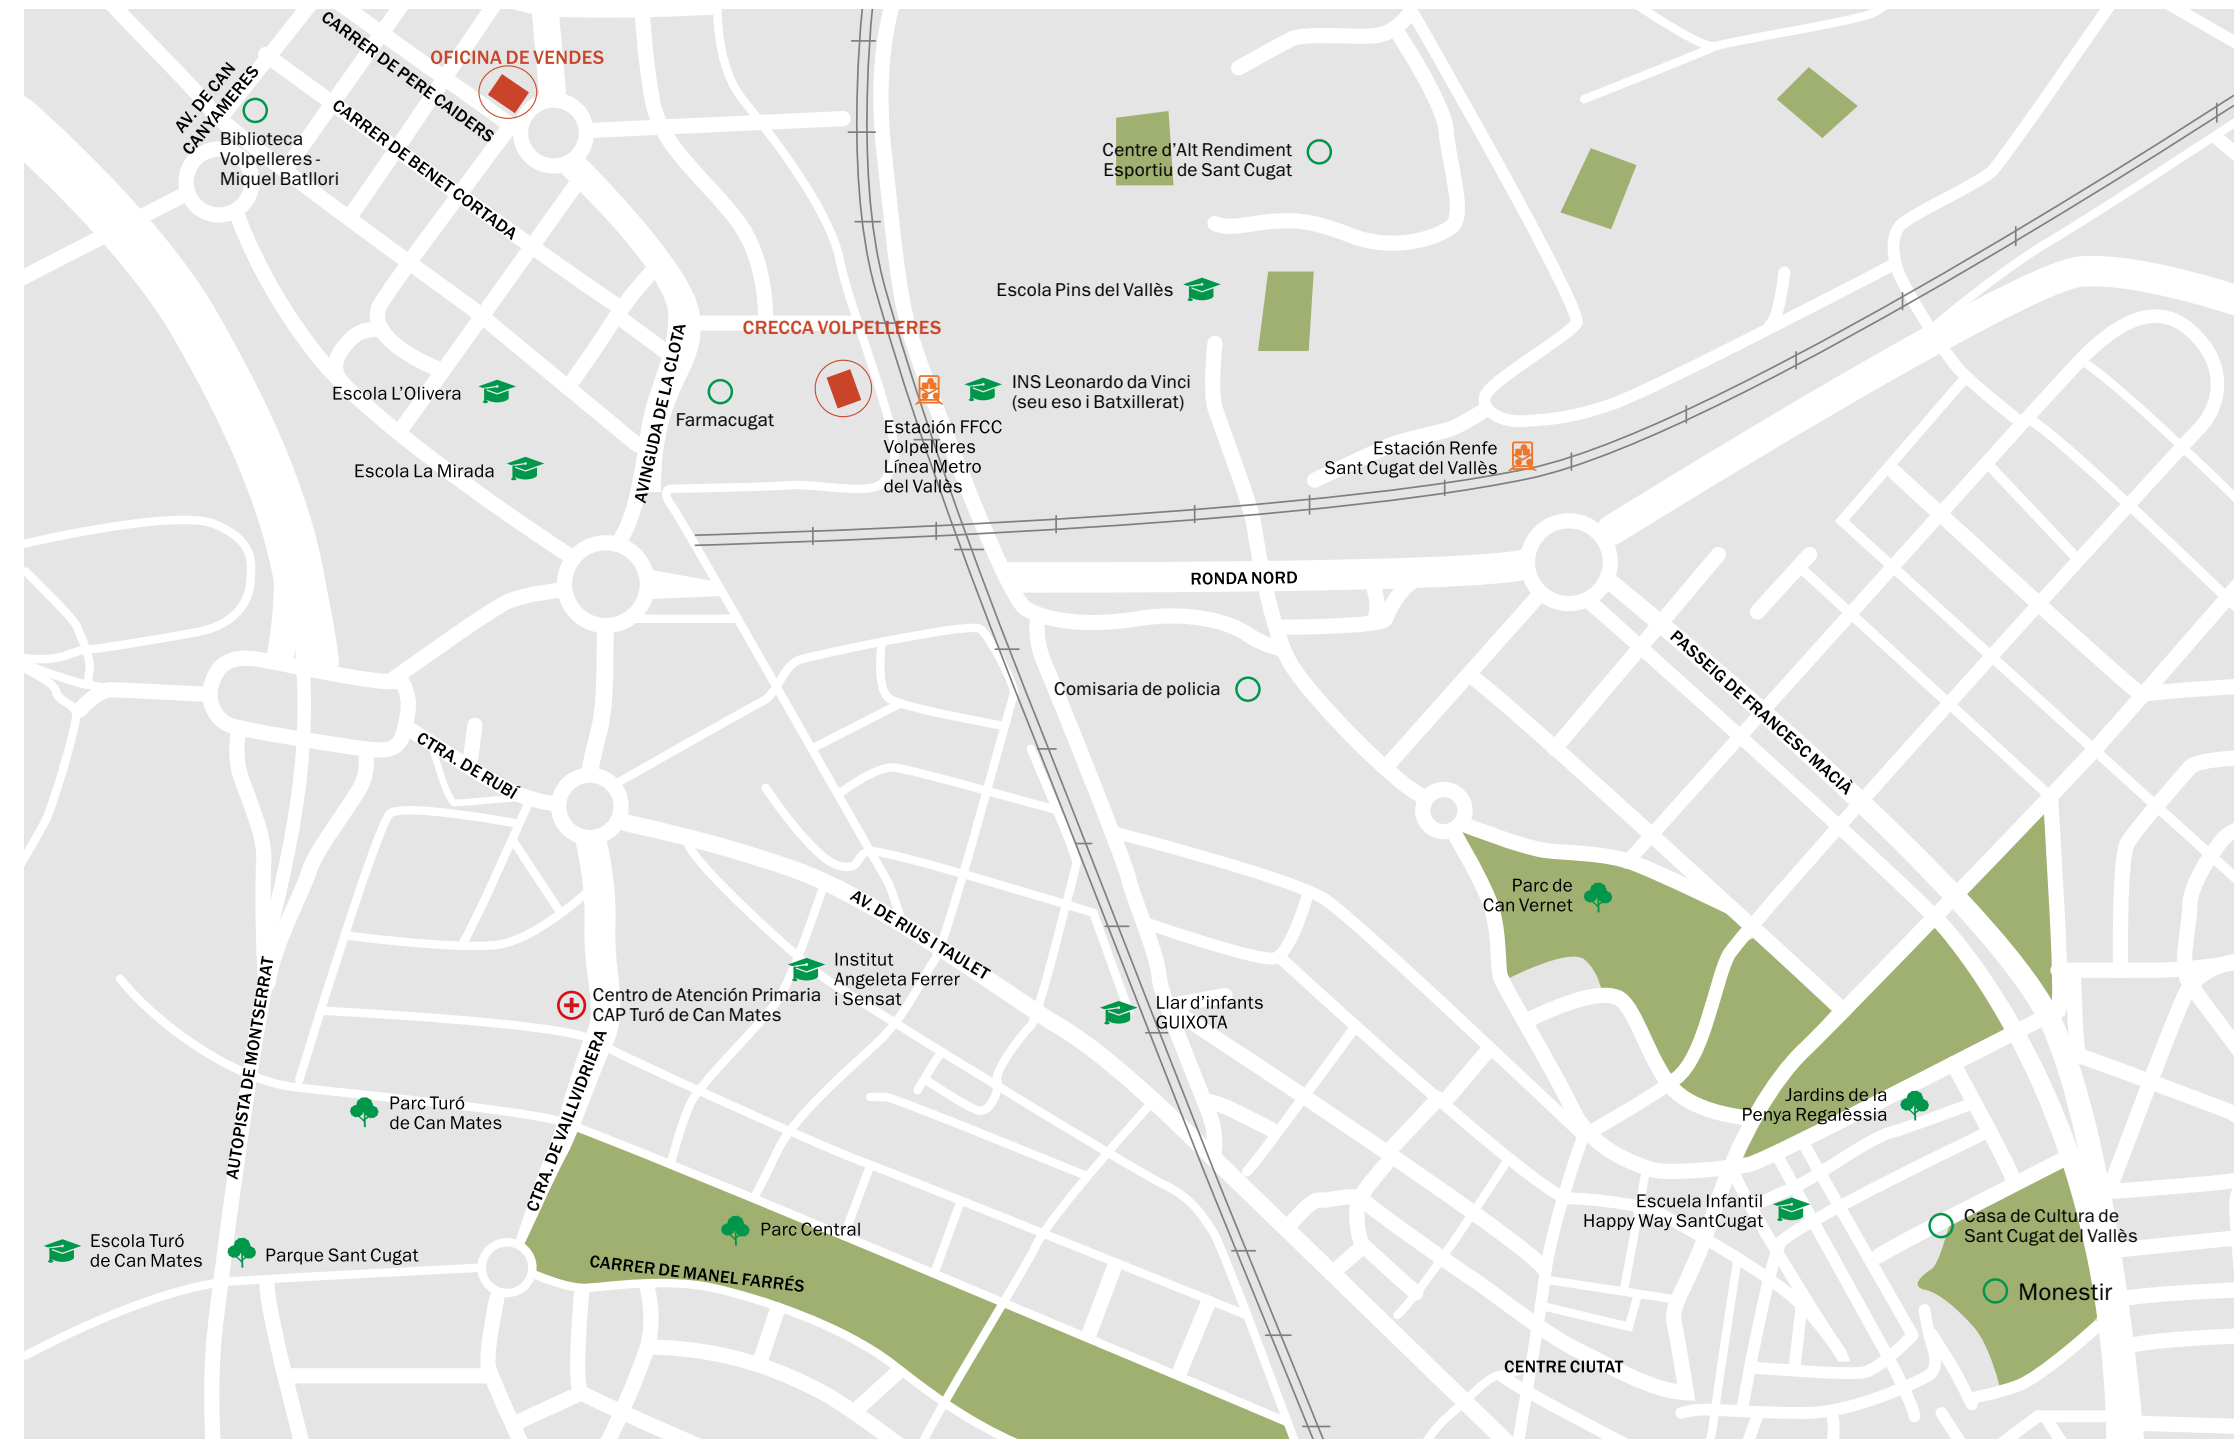 CARRER DE PERE CAIDERS
OFICINA DE VENDES
AV. DE CAN
CANYAMERES
CARRER DE BENET CORTADA
Biblioteca
Volpelleres -
Miquel Batllori
Centre d'Alt Rendiment
Esportiu de Sant Cugat
Escola Pins del Vallès
CRECCA VOLPELLERES
AVINGUDA DE LA CLOTA
Escola L'Olivera
Farmacugat
INS Leonardo da Vinci
(seu eso i Batxillerat)
Estación FFCC
Volpelleres
Línea Metro
del Vallès
Escola La Mirada
Estación Renfe
Sant Cugat del Vallès
RONDA NORD
PASSEIG DE FRANCESC MACIÀ
Comisaria de policia
CTRA. DE RUBÍ
AV. DE RIUS I TAULET
Parc de
Can Vernet
Institut
Angeleta Ferrer
i Sensat
Centro de Atención Primaria
CAP Turó de Can Mates
Llar d'infants
GUIXOTA
AUTOPISTA DE MONTSERRAT
CTRA. DE VAILLVIDRIERA
Parc Turó
de Can Mates
Jardins de la
Penya Regalèssia
Escola Turó
de Can Mates
Parque Sant Cugat
Parc Central
CARRER DE MANEL FARRÉS
Escuela Infantil
Happy Way SantCugat
Casa de Cultura de
Sant Cugat del Vallès
Monestir
CENTRE CIUTAT